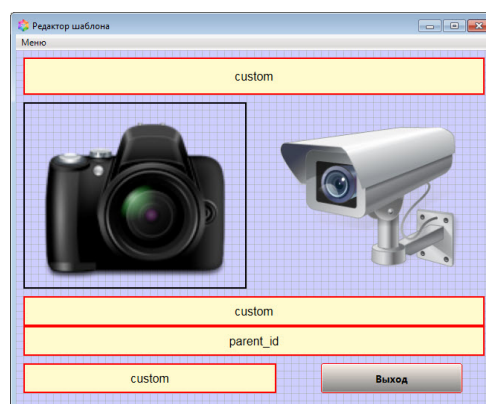 Редактор шаблона
Меню
custom
custom
parent_id
custom
Выход